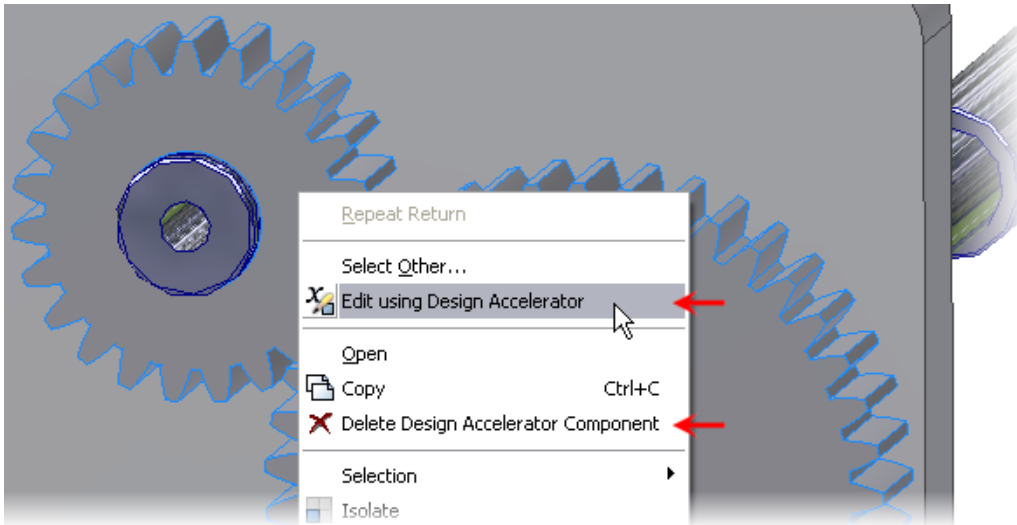 Repeat Return
Select Other...
Edit using Design Accelerator
Open
Copy Ctrl+C
Delete Design Accelerator Component
Selection
Isolate